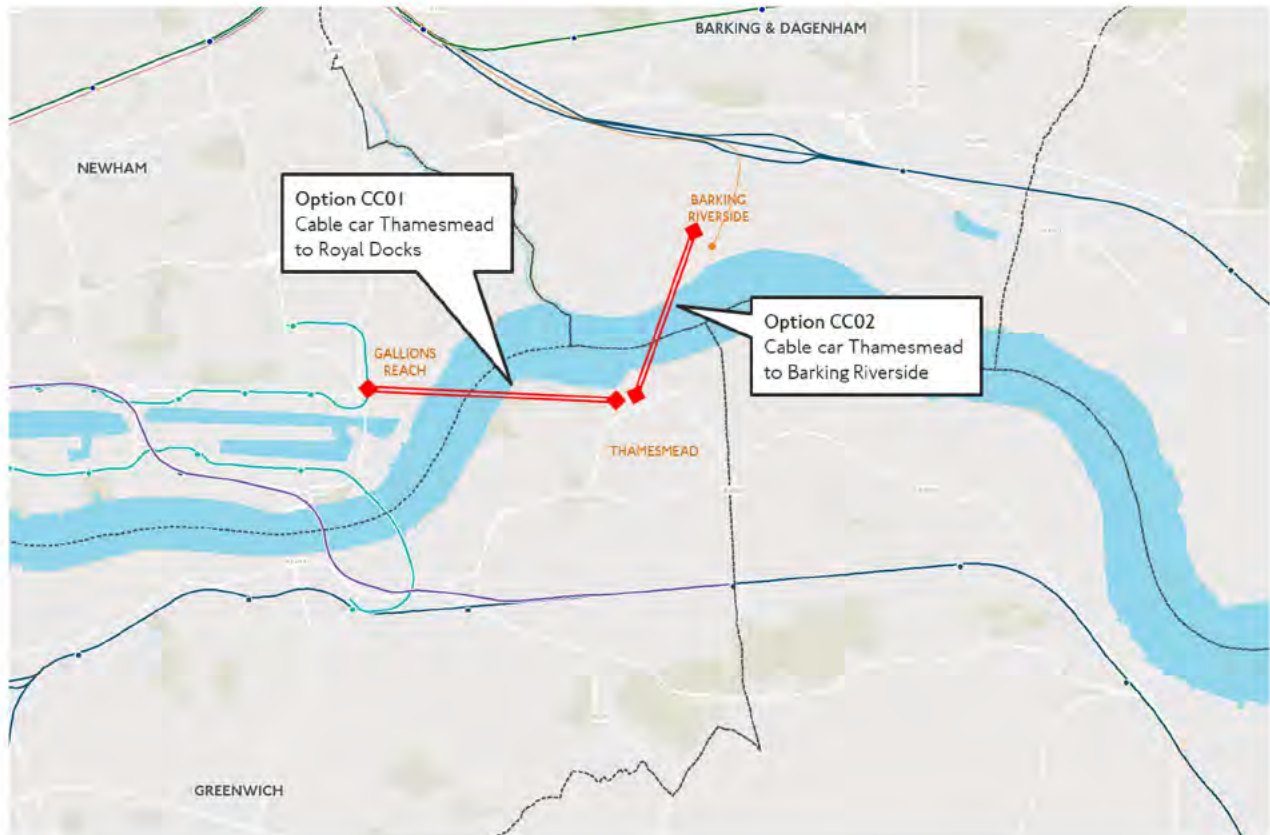 BARKING & DAGENHAM
NEWHAM
Option CC01
Cable car Thamesmead
to Royal Docks
BARKING
RIVERSIDE
Option CC02
Cable car Thamesmead
to Barking Riverside
GALLIONS
REACH
THAMESMEAD
GREENWICH